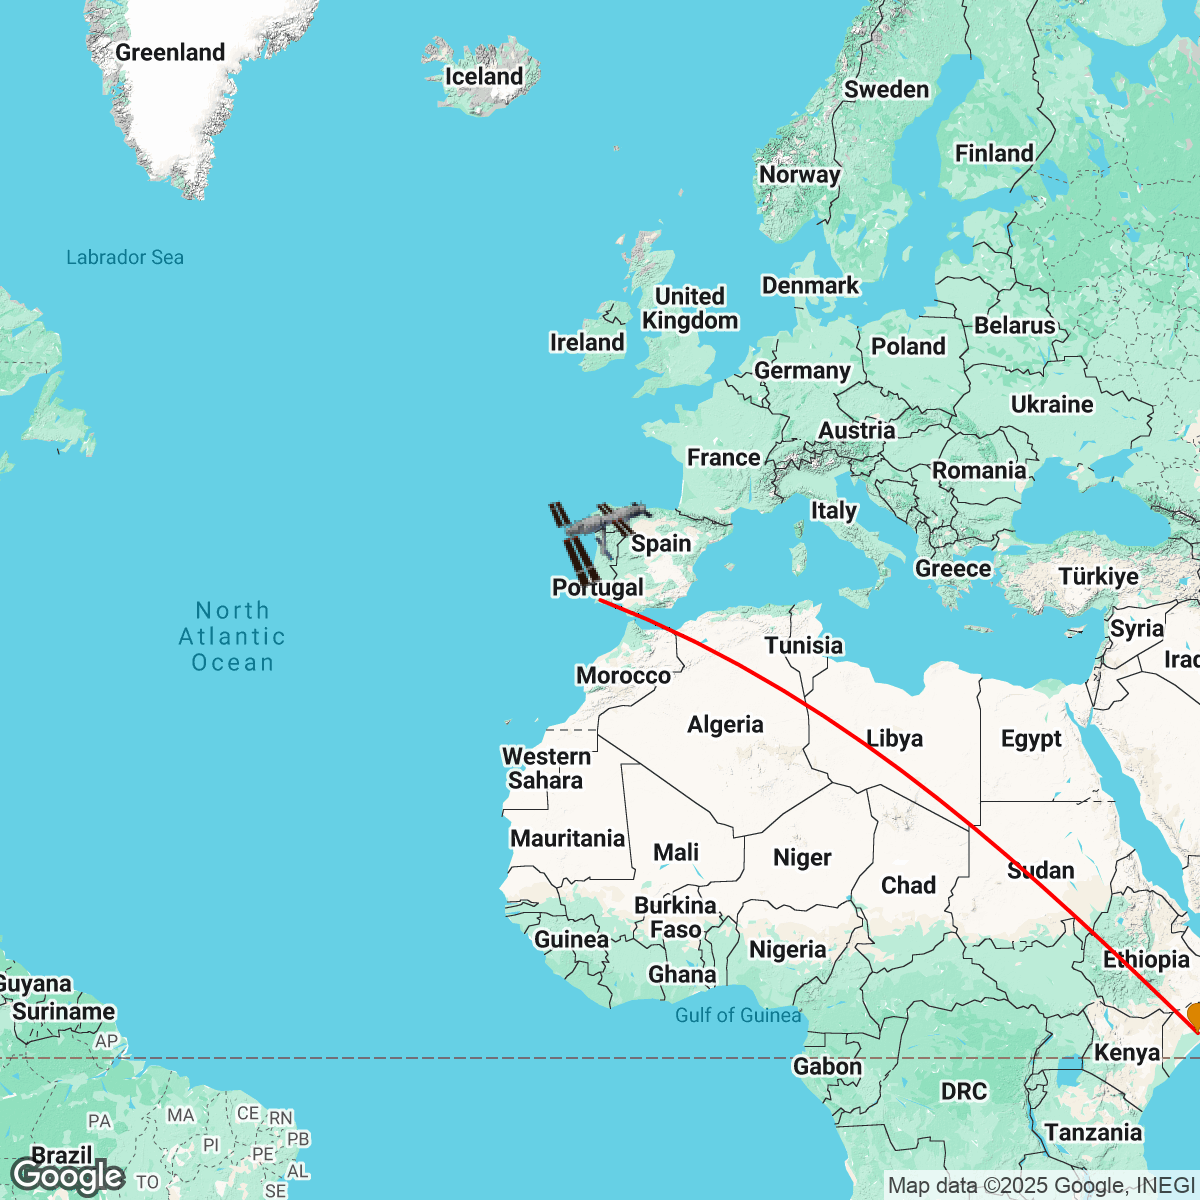 Greenland
Iceland
Sweden
Finland
Norway
Labrador Sea
Denmark
United
Kingdom
Belarus
Ireland
Poland
Germany
Ukraine
Austria
France
Romania
Italy
Spain
Greece
Türkiye
Portugal
North
Atlantic
Ocean
Syria
Tunisia
Irac
Morocco
Algeria
Libya
Egypt
Western
Sahara
Mauritania
Mali
Niger
Sudan
Chad
Burkina
Faso
Guinea
Nigeria
Ethiopia
Ghana
Guyana
Suriname
Gulf of Guinea
AP
Kenya
Gabon
DRC
PA
MA
CE
RN
PI
PB
PE
Tanzania
Brazil
AL
TO
SE
Google
Map data ©2025 Google, INEGI